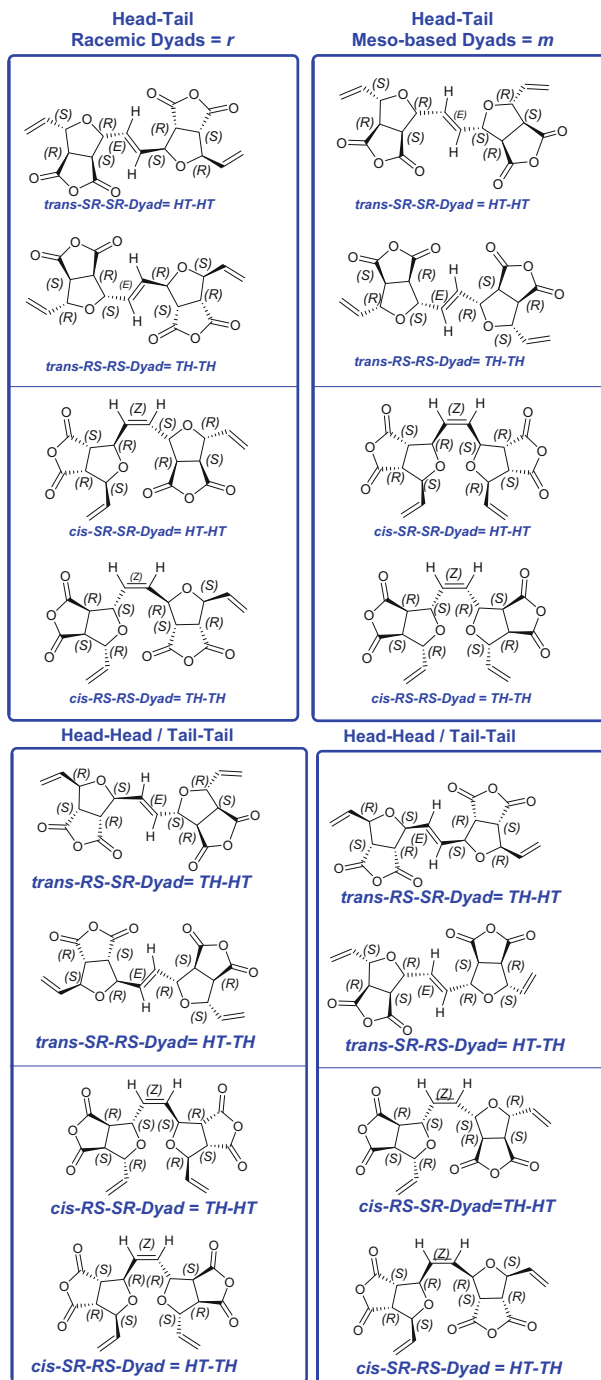 Head-Tail
Racemic Dyads = r
O O O
H
(S) O (R)
(E) (R) (S)
(R) (S) H (S) O (R)
O O O
trans-SR-SR-Dyad= HT-HT
O O O
H
(S) (R) (R) O (S)
(E)
(R) O (S) H (S) (R)
O O O
trans-RS-RS-Dyad= TH-TH
H (Z) H
O (S) (S) O (R)
O (R)
(R) O (R) (S)
O (S) O O O
cis-SR-SR-Dyad= HT-HT
H (Z) H
O (R) (S)
O (S) (R) O
(S) O (S) (R)
O (R) O O O
cis-RS-RS-Dyad= TH-TH
Head-Tail
Meso-based Dyads = m
(S) O H O (R)
(R) (E) (S)
(R) (S) H (S) (R)
O O O O O O
trans-SR-SR-Dyad = HT-HT
O O O O
(S) (R) H (S) O
(E) (R) O
(R) O (S) H (R) O
(S)
trans-RS-RS-Dyad= TH-TH
H (Z) H
O (S) (R) O
O (R) (S) O
(R) O O (S)
O (S) (R) O
cis-SR-SR-Dyad= HT-HT
H (Z) H
O (R) (S) O
O (S) (R) O
(S) O O (R)
O (R) (S) O
cis-RS-RS-Dyad = TH-TH
Head-Head / Tail-Tail
(R) O (S) H O (R)
(E) (S)
(S) (R) H (S) (R) O
O O O O O
trans-RS-SR-Dyad= TH-HT
O O O O O
(R) (S) H (S) O
(E)
(S) O (R) H (R) O (R) O
(S)
trans-SR-RS-Dyad= HT-TH
H (Z) H
O (R) (R) O
O (S) (S) O
(S) O O (S)
O (R) (R) O
cis-RS-SR-Dyad = TH-HT
H (Z) H
O (S) (S) O
O (R) (R) O
(R) O O (R)
O (S) (S) O
cis-SR-RS-Dyad = HT-TH
Head-Head / Tail-Tail
O O O
(R) O (S) H
(E) (R) (S)
(S) (R) H (S) O (R)
O O O
trans-RS-SR-Dyad= TH-HT
O O O
(S) O (R) H
(S) (R)
(R) (S) (E) (R) O (S)
O O O H
trans-SR-RS-Dyad= HT-TH
H (Z) H
O (R) O (R)
O (S) (S)
(S) O (R) (S)
O (R) O O O
cis-RS-SR-Dyad=TH-HT
H (Z) H
O (S) O (S)
O (R) (R)
(R) O (S) (R)
O (S) O O O
cis-SR-RS-Dyad = HT-TH